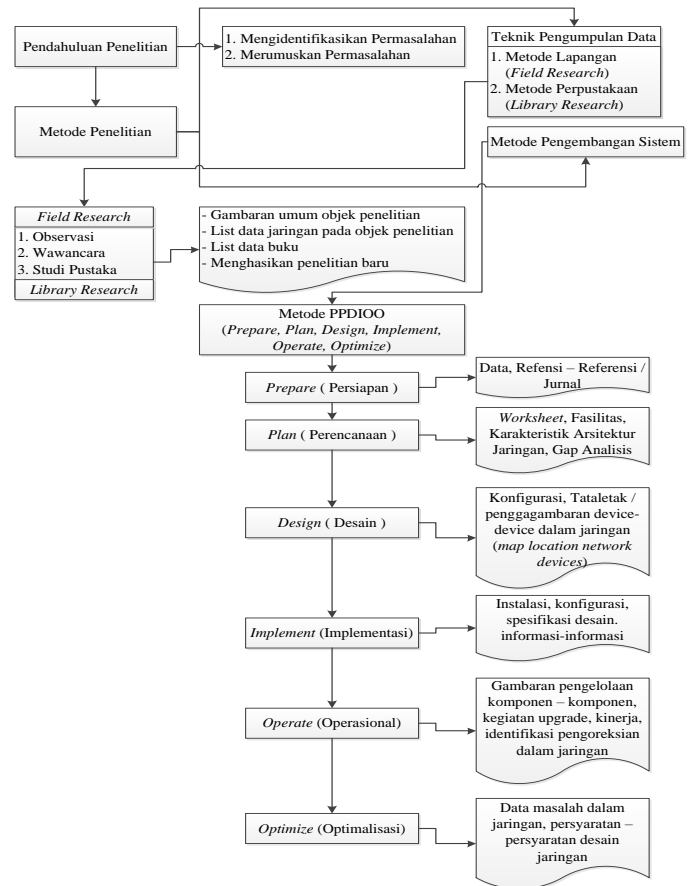 Pendahuluan Penelitian
1. Mengidentifikasikan Permasalahan
2. Merumuskan Permasalahan
Teknik Pengumpulan Data
1. Metode Lapangan
(Field Research)
2. Metode Perpustakaan
(Library Research)
Metode Penelitian
Metode Pengembangan Sistem
Field Research
1. Observasi
2. Wawancara
3. Studi Pustaka
Library Research
- Gambaran umum objek penelitian
- List data jaringan pada objek penelitian
- List data buku
- Menghasikan penelitian baru
Metode PPDIOO
(Prepare, Plan, Design, Implement,
Operate, Optimize)
Prepare ( Persiapan )
Data, Refensi – Referensi /
Jurnal
Plan ( Perencanaan )
Worksheet, Fasilitas,
Karakteristik Arsitektur
Jaringan, Gap Analisis
Design ( Desain )
Konfigurasi, Tataletak /
penggagambaran device-
device dalam jaringan
(map location network
devices)
Implement (Implementasi)
Instalasi, konfigurasi,
spesifikasi desain.
informasi-informasi
Operate (Operasional)
Gambaran pengelolaan
komponen – komponen,
kegiatan upgrade, kinerja,
identifikasi pengoreksian
dalam jaringan
Optimize (Optimalisasi)
Data masalah dalam
jaringan, persyaratan –
persyaratan desain
jaringan